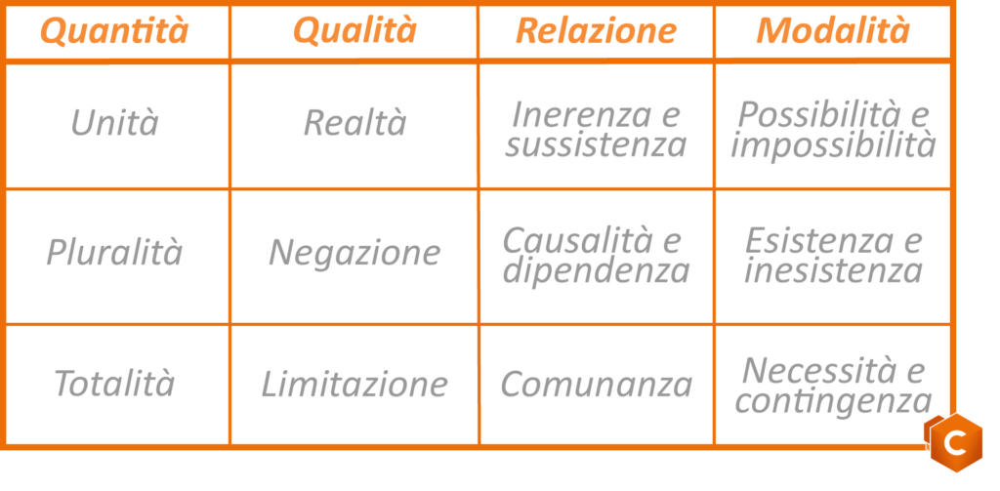 Quantità Qualità Relazione Modalità
Unità Realtà Inerenza e sussistenza Possibilità e impossibilità
Pluralità Negazione Causalità e dipendenza Esistenza e inesistenza
Totalità Limitazione Comunanza Necessità e contingenza
C